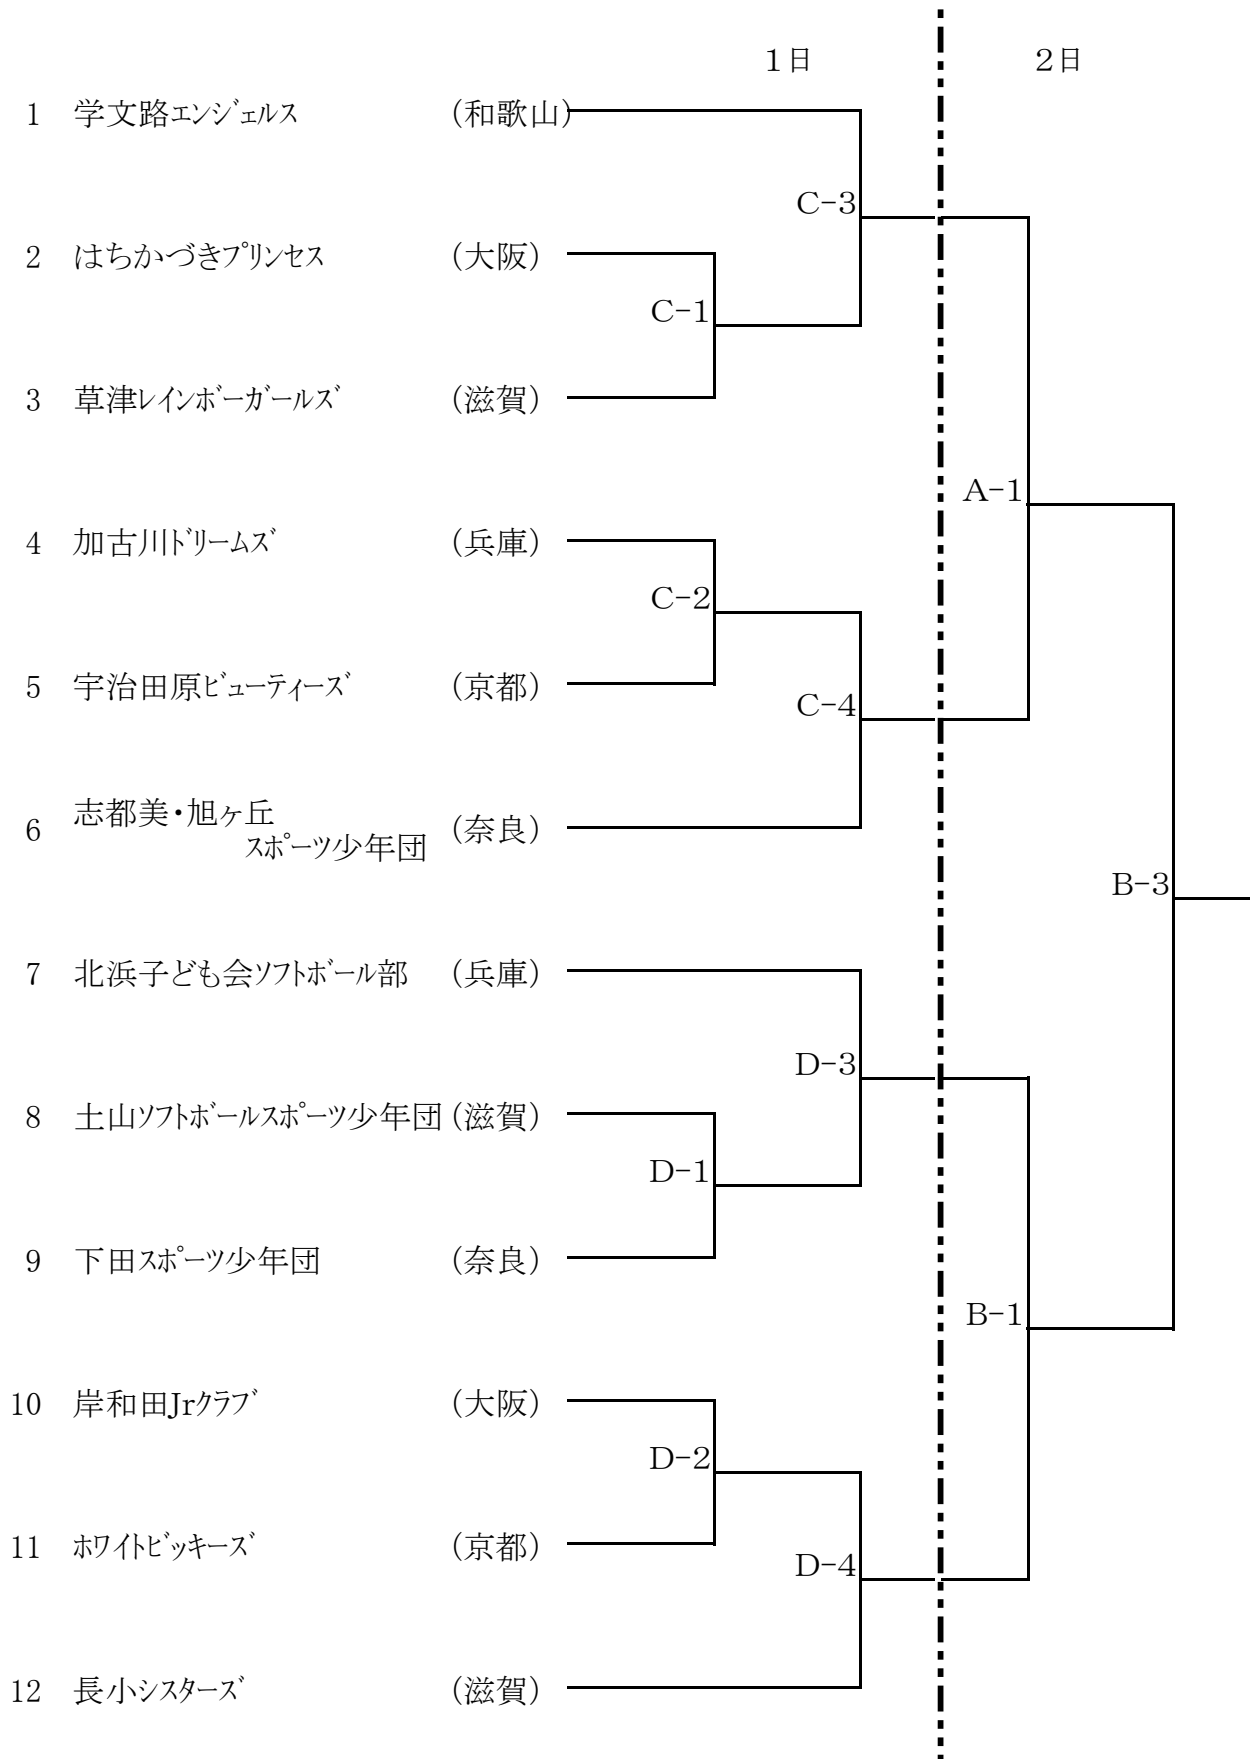 1日 2日
1 学文路エンジェルス (和歌山)
C-3
2 はちかづきプリンセス (大阪)
C-1
3 草津レインボーガールズ (滋賀)
A-1
4 加古川ドリームズ (兵庫)
C-2
5 宇治田原ビューティーズ (京都)
C-4
6 志都美・旭ヶ丘
スポーツ少年団 (奈良)
B-3
7 北浜子ども会ソフトボール部 (兵庫)
D-3
8 土山ソフトボールスポーツ少年団 (滋賀)
D-1
9 下田スポーツ少年団 (奈良)
B-1
10 岸和田Jrクラブ (大阪)
D-2
11 ホワイトビッキーズ (京都)
D-4
12 長小シスターズ (滋賀)